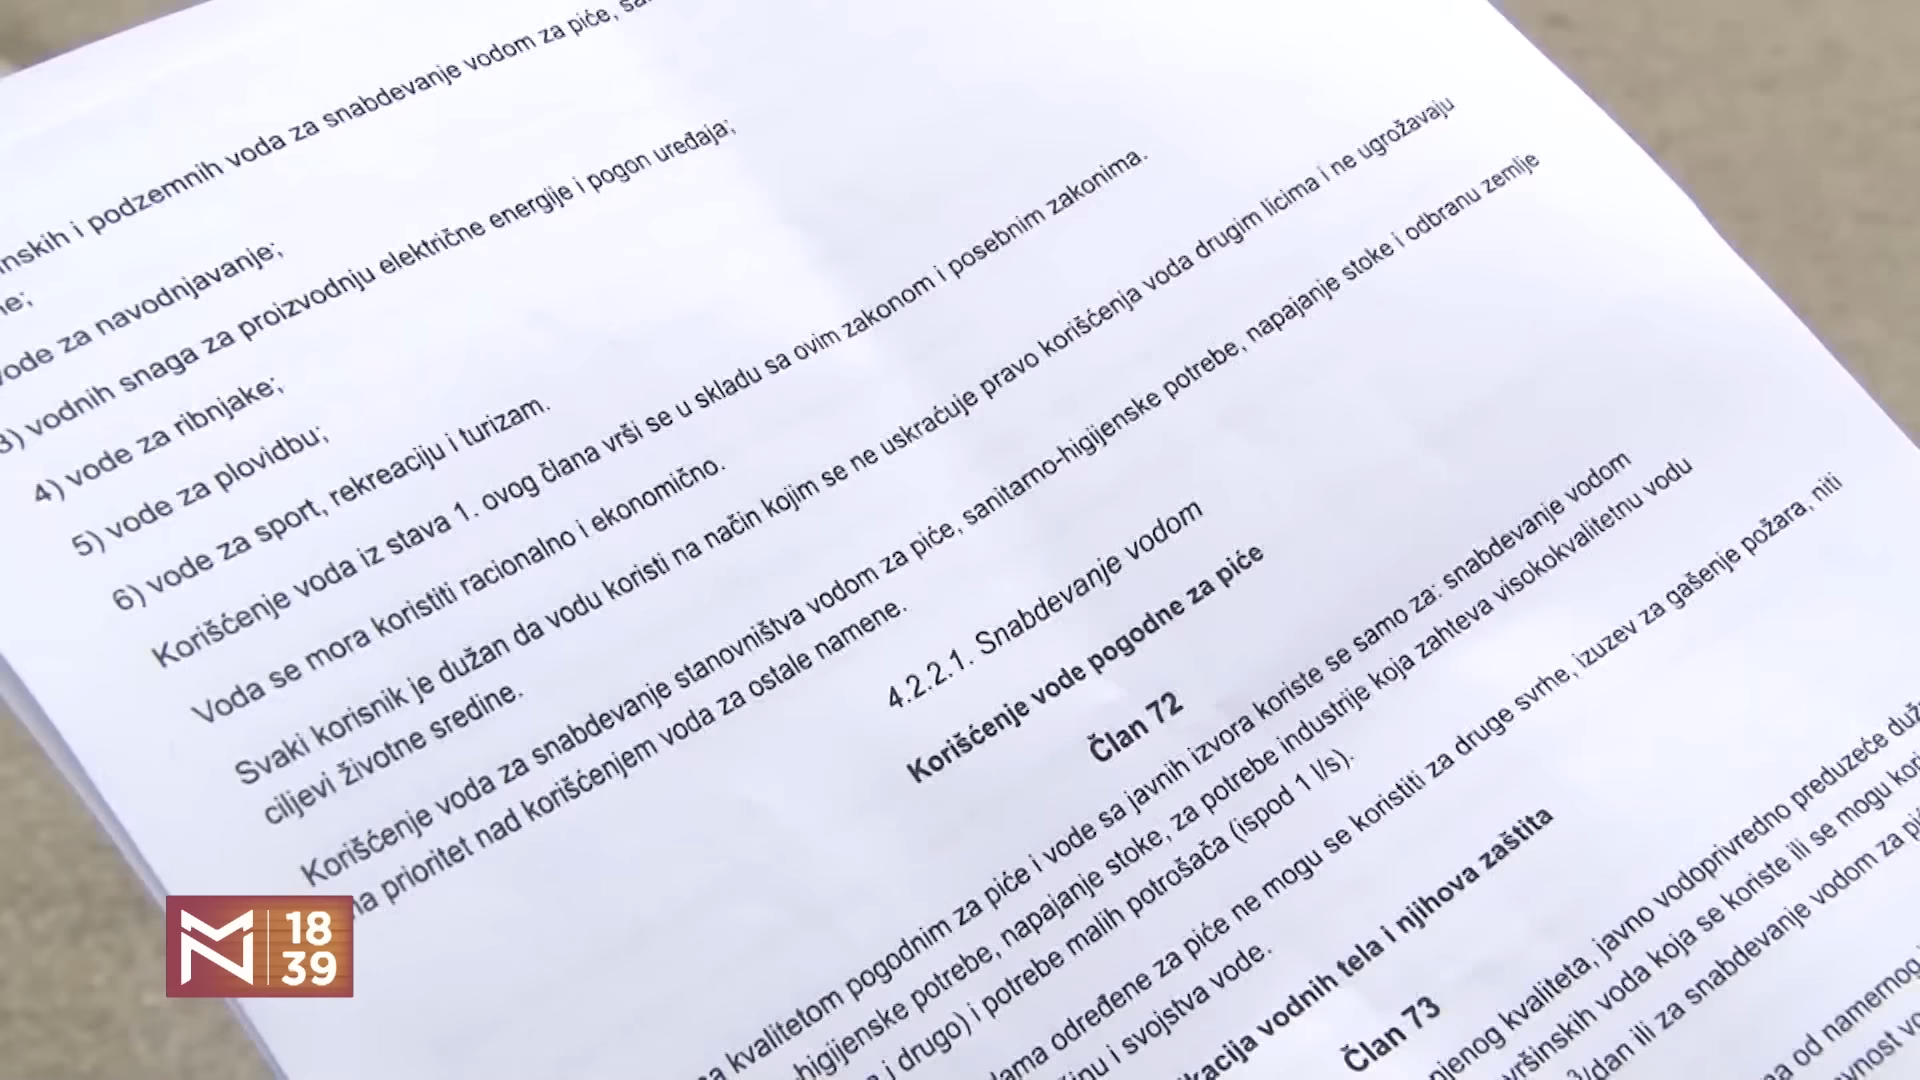 i podzemnih voda za snabdevanje vodom za piće,
vode za navodnjavanje;
3) vodnih snaga za proizvodnju električne energije i pogon uređaja;
4) vode za ribnjake;
5) vode za plovidbu;
6) vode za sport, rekreaciju i turizam.
Korišćenje voda iz stava 1. ovog člana vrši se u skladu sa ovim zakonom i posebnim zakonima.
Voda se mora koristiti racionalno i ekonomično.
Svaki korisnik je dužan da vodu koristi na način kojim se ne uskraćuje pravo korišćenja voda drugim licima i ne ugrožavaju
ciljevi životne sredine.
Korišćenje voda za snabdevanje stanovništva vodom za piće, sanitarno-higijenske potrebe, napajanje stoke i odbranu zemlje
ma prioritet nad korišćenjem voda za ostale namene.
4.2.2.1. Snabdevanje vodom
Korišćenje vode pogodne za piće
Član 72
kvalitetom pogodnim za piće i vode sa javnih izvora koriste se samo za: snabdevanje vodom
-higijenske potrebe, napajanje stoke, za potrebe industrije koja zahteva visokokvalitetnu vodu
i drugo) i potrebe malih potrošača (ispod 1 l/s).
određene za piće ne mogu se koristiti za druge svrhe, izuzev za gašenje požara, niti
i svojstva vode.
vodnih tela i njihova zaštita
Član 73
kvaliteta, javno vodoprivredno preduzeće
voda koja se koriste ili se mogu
/dan ili za snabdevanje vodom za
od namernog
MN
18
39